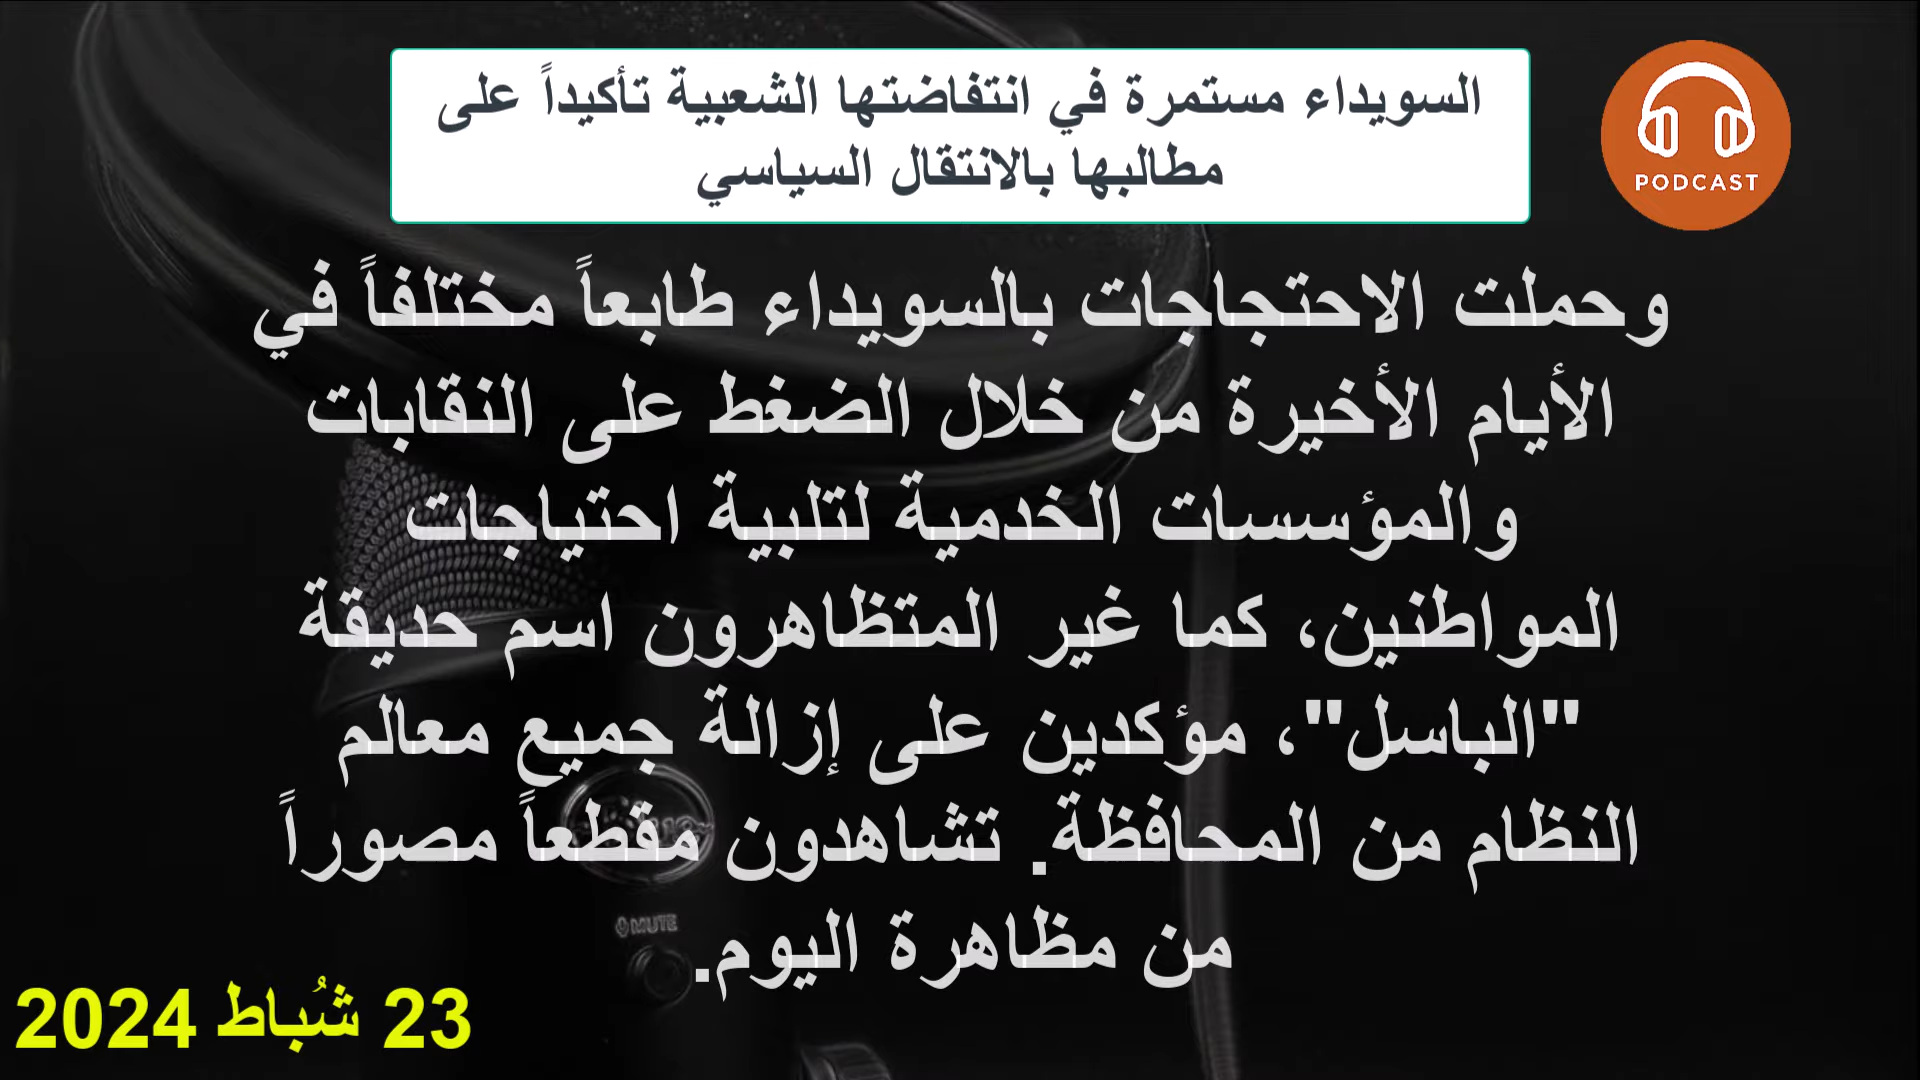 السويداء مستمرة في انتفاضتها الشعبية تأكيداً على
مطالبها بالانتقال السياسي
PODCAST
وحملت الاحتجاجات بالسويداء طابعاً مختلفاً في
الأيام الأخيرة من خلال الضغط على النقابات
والمؤسسات الخدمية لتلبية احتياجات
المواطنين، كما غير المتظاهرون اسم حديقة
"الباسل"، مؤكدين على إزالة جميع معالم
النظام من المحافظة. تشاهدون مقطعاً مصوراً
من مظاهرة اليوم.
MUTE
23 شُباط 2024